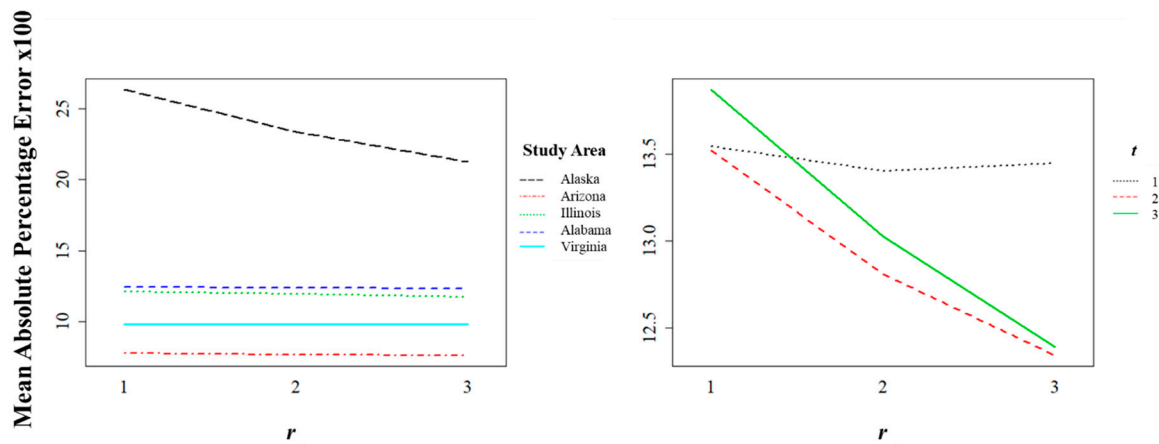 Mean Absolute Percentage Error x100
25
20
15
10
1 2 3
r
Study Area
Alaska
Arizona
Illinois
Alabama
Virginia
13.5
13.0
12.5
1 2 3
r
t
1
2
3